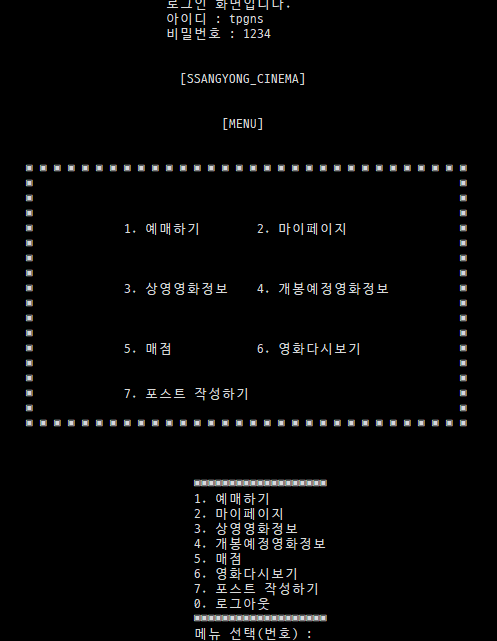 로그인 화면입니다.
아이디 : tpgns
비밀번호 : 1234
[SSANGYONG_CINEMA]
[MENU]
1. 예매하기 2. 마이페이지
3. 상영영화정보 4. 개봉예정영화정보
5. 매점 6. 영화다시보기
7. 포스트 작성하기
1. 예매하기
2. 마이페이지
3. 상영영화정보
4. 개봉예정영화정보
5. 매점
6. 영화다시보기
7. 포스트 작성하기
0. 로그아웃
메뉴 선택(번호) :